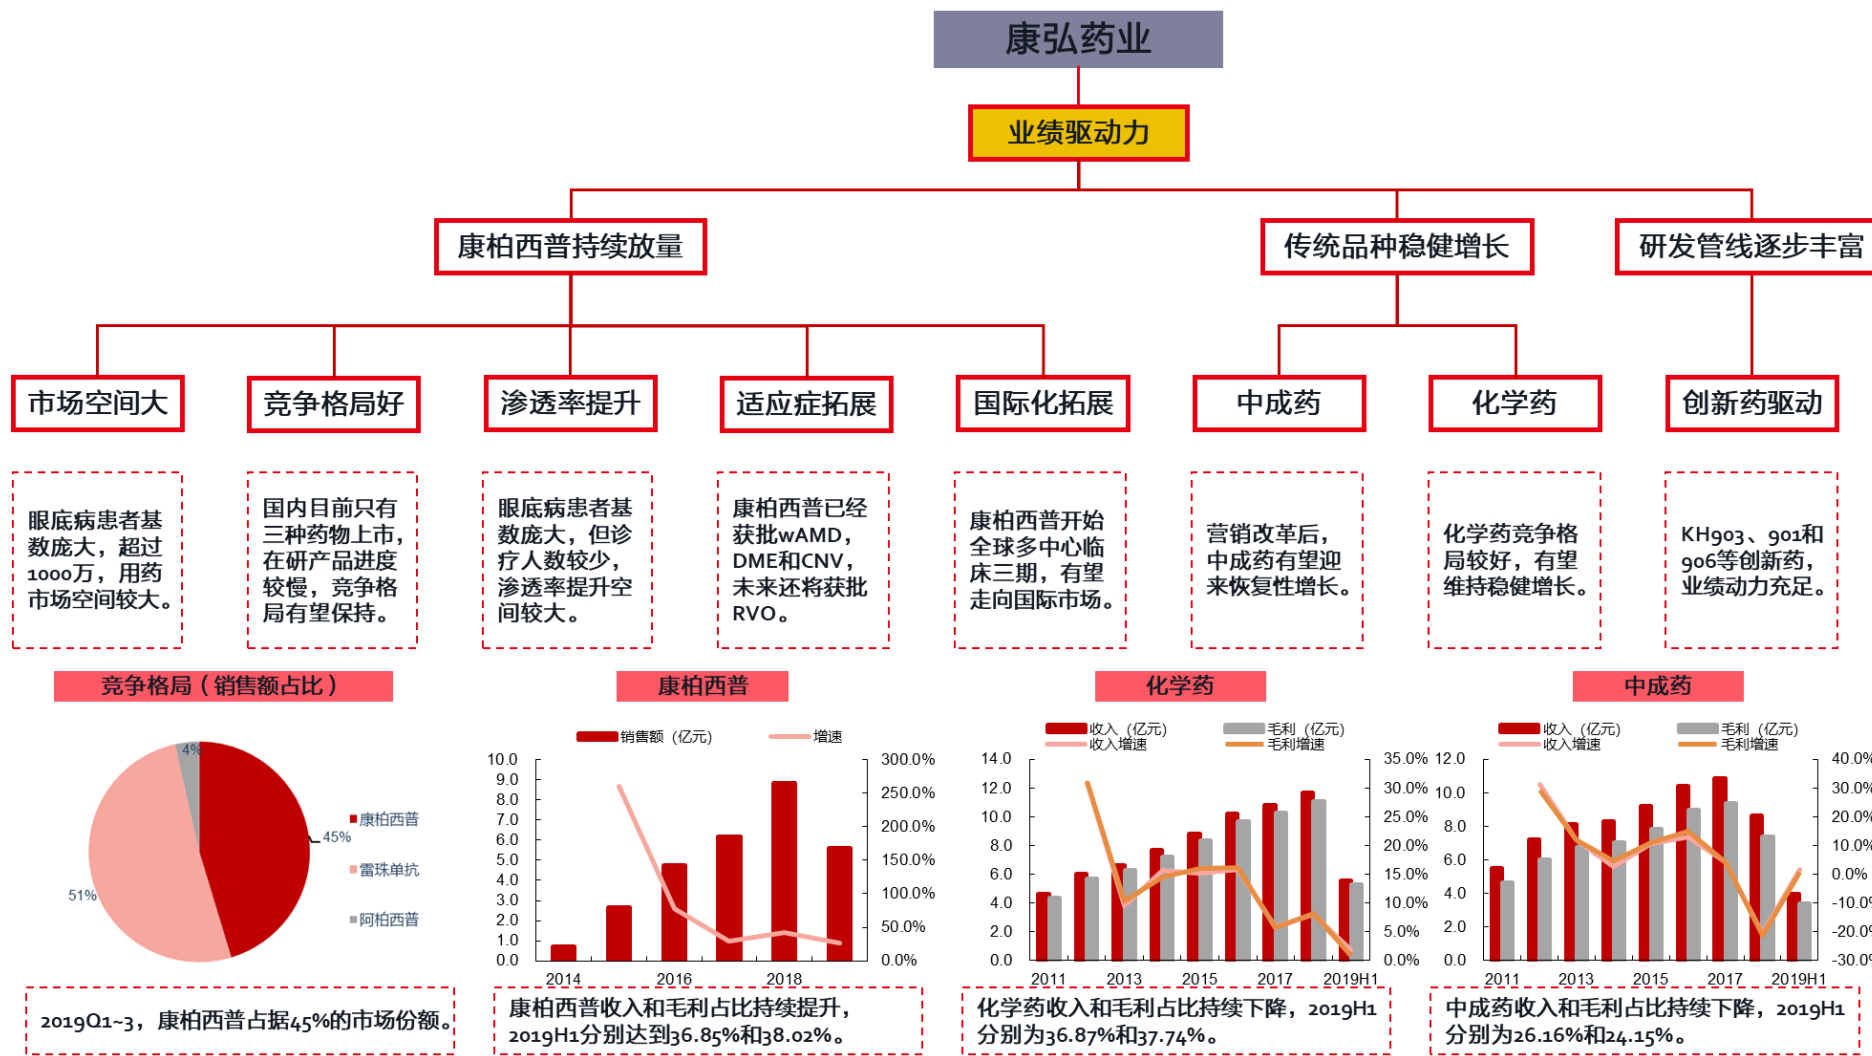 康弘药业
业绩驱动力
康柏西普持续放量
传统品种稳健增长
研发管线逐步丰富
市场空间大
竞争格局好
渗透率提升
适应症拓展
国际化拓展
中成药
化学药
创新药驱动
眼底病患者基
数庞大，超过
1000万，用药
市场空间较大。
国内目前只有
三种药物上市，
在研产品进度
较慢，竞争格
局有望保持。
眼底病患者基
数庞大，但诊
疗人数较少，
渗透率提升空
间较大。
康柏西普已经
获批wAMD，
DME和CNV，
未来还将获批
RVO。
康柏西普开始
全球多中心临
床三期，有望
走向国际市场。
营销改革后，
中成药有望迎
来恢复性增长。
化学药竞争格
局较好，有望
维持稳健增长。
KH903、901和
906等创新药，
业绩动力充足。
竞争格局（销售额占比）
4%
45%
51%
康柏西普
雷珠单抗
阿柏西普
2019Q1~3，康柏西普占据45%的市场份额。
康柏西普
销售额（亿元） 增速
10.0
9.0
8.0
7.0
6.0
5.0
4.0
3.0
2.0
1.0
0.0
300.0%
250.0%
200.0%
150.0%
100.0%
50.0%
0.0%
2014 2016 2018
康柏西普收入和毛利占比持续提升，
2019H1分别达到36.85%和38.02%。
化学药
收入（亿元） 毛利（亿元）
收入增速 毛利增速
14.0
12.0
10.0
8.0
6.0
4.0
2.0
0.0
35.0%
30.0%
25.0%
20.0%
15.0%
10.0%
5.0%
0.0%
2011 2013 2015 2017 2019H1
化学药收入和毛利占比持续下降，2019H1
分别为36.87%和37.74%。
中成药
收入（亿元） 毛利（亿元）
收入增速 毛利增速
12.0
10.0
8.0
6.0
4.0
2.0
0.0
40.0%
30.0%
20.0%
10.0%
0.0%
-10.0%
-20.0%
-30.0%
2011 2013 2015 2017 2019H1
中成药收入和毛利占比持续下降，2019H1
分别为26.16%和24.15%。